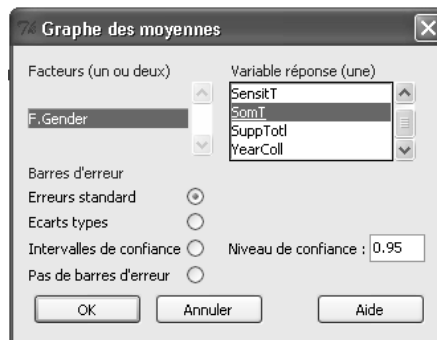 Graphe des moyennes
Facteurs (un ou deux)
Variable réponse (une)
F.Gender
SensitT
SomT
SuppTotl
YearColl
Barres d'erreur
Erreurs standard
Ecarts types
Intervalles de confiance
Niveau de confiance : 0.95
Pas de barres d'erreur
OK
Annuler
Aide